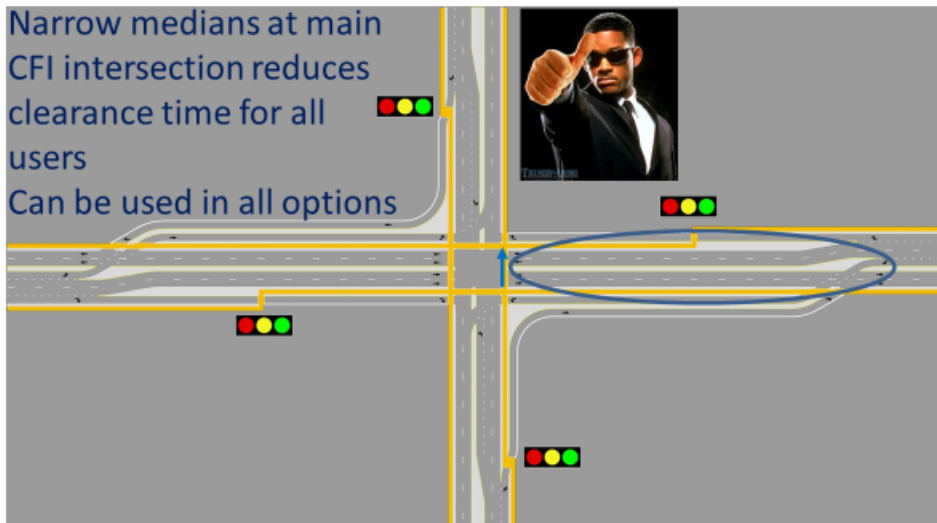 Narrow medians at main
CFI intersection reduces
clearance time for all
users
Can be used in all options